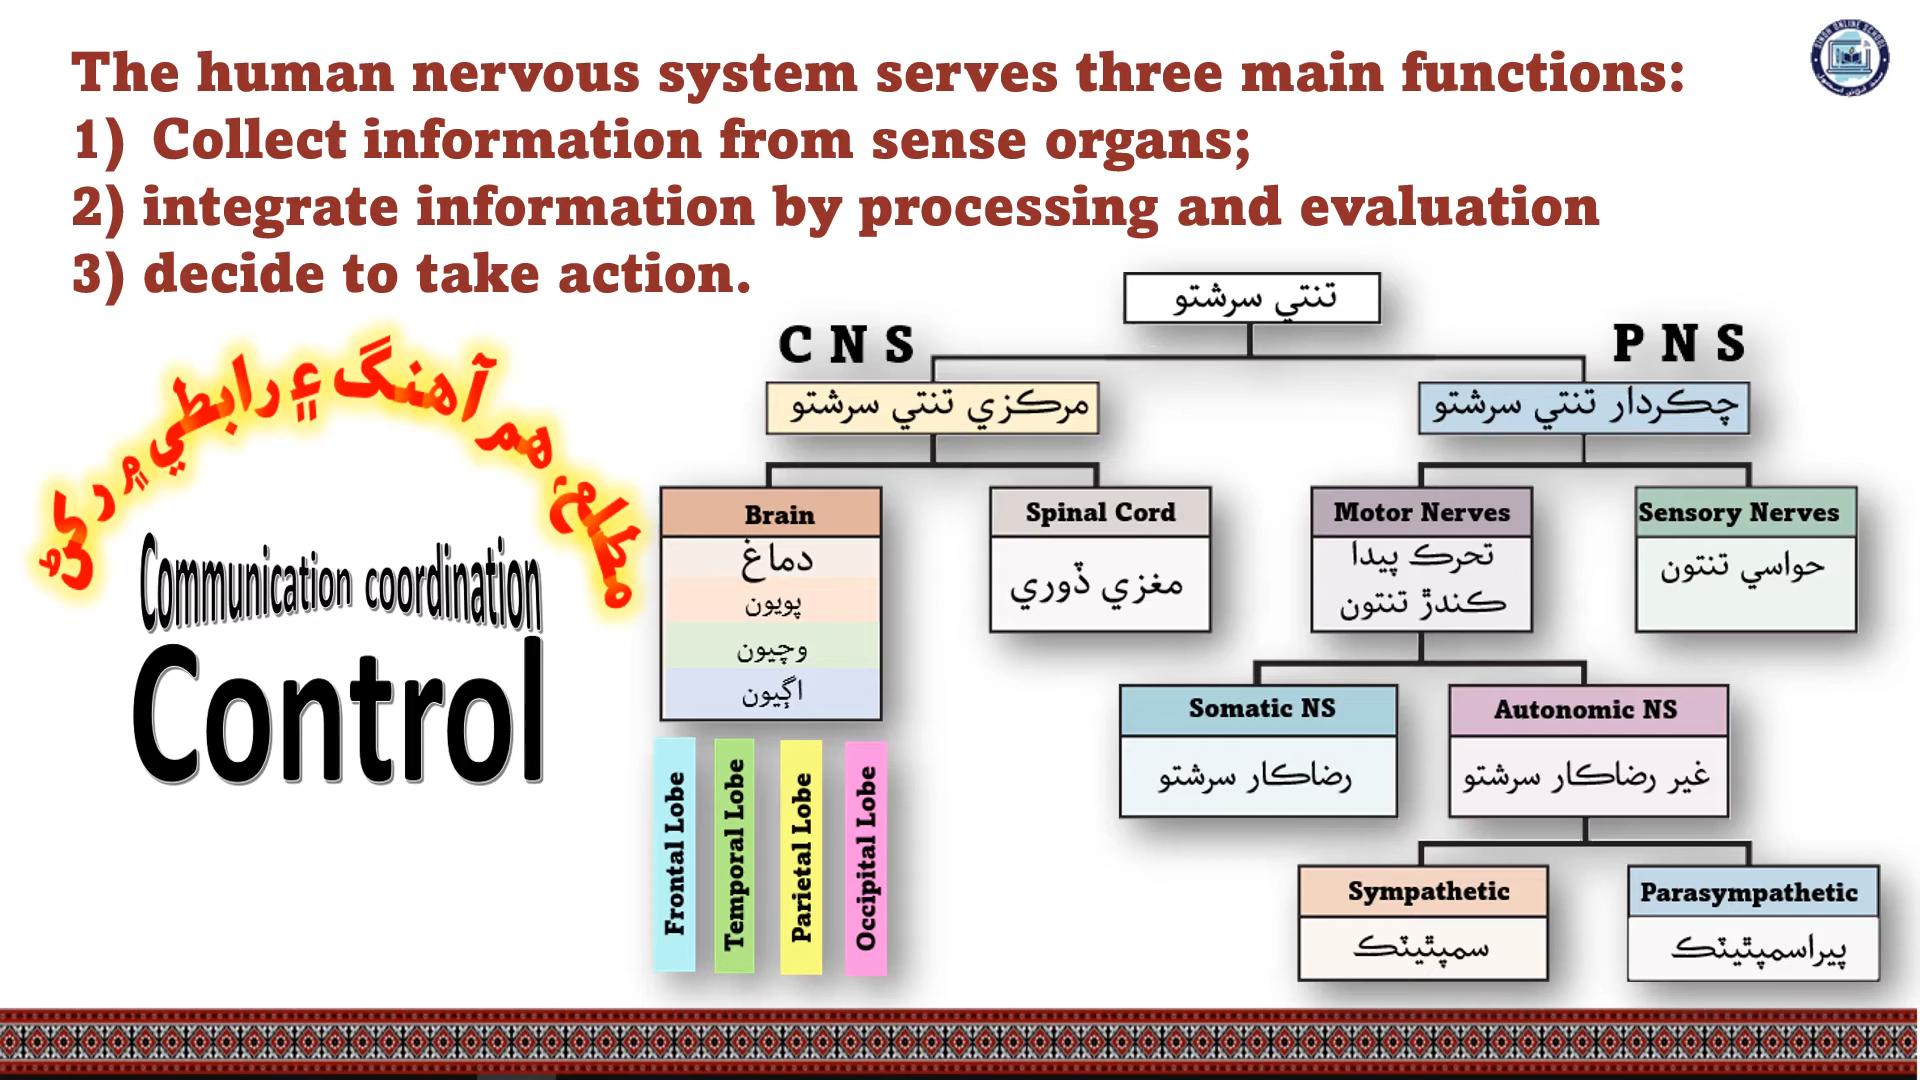 The human nervous system serves three main functions:
1) Collect information from sense organs;
2) integrate information by processing and evaluation
3) decide to take action.
تنتي سرشتو
C N S
P N S
مرڪزي تنتي سرشتو
چڪردار تنتي سرشتو
مطلع، هم آهنگ ۽ رابطي ۾ رکڻ
Communication coordination
Control
Brain
دماغ
پويون
وچيون
اڳيون
Spinal Cord
مغزي ڏوري
Motor Nerves
تحرڪ پيدا
ڪندڙ تنتون
Sensory Nerves
حواسي تنتون
Somatic NS
رضاڪار سرشتو
Autonomic NS
غير رضاڪار سرشتو
Frontal Lobe
Temporal Lobe
Parietal Lobe
Occipital Lobe
Sympathetic
سمپٿيٽڪ
Parasympathetic
پيراسمپٿيٽڪ